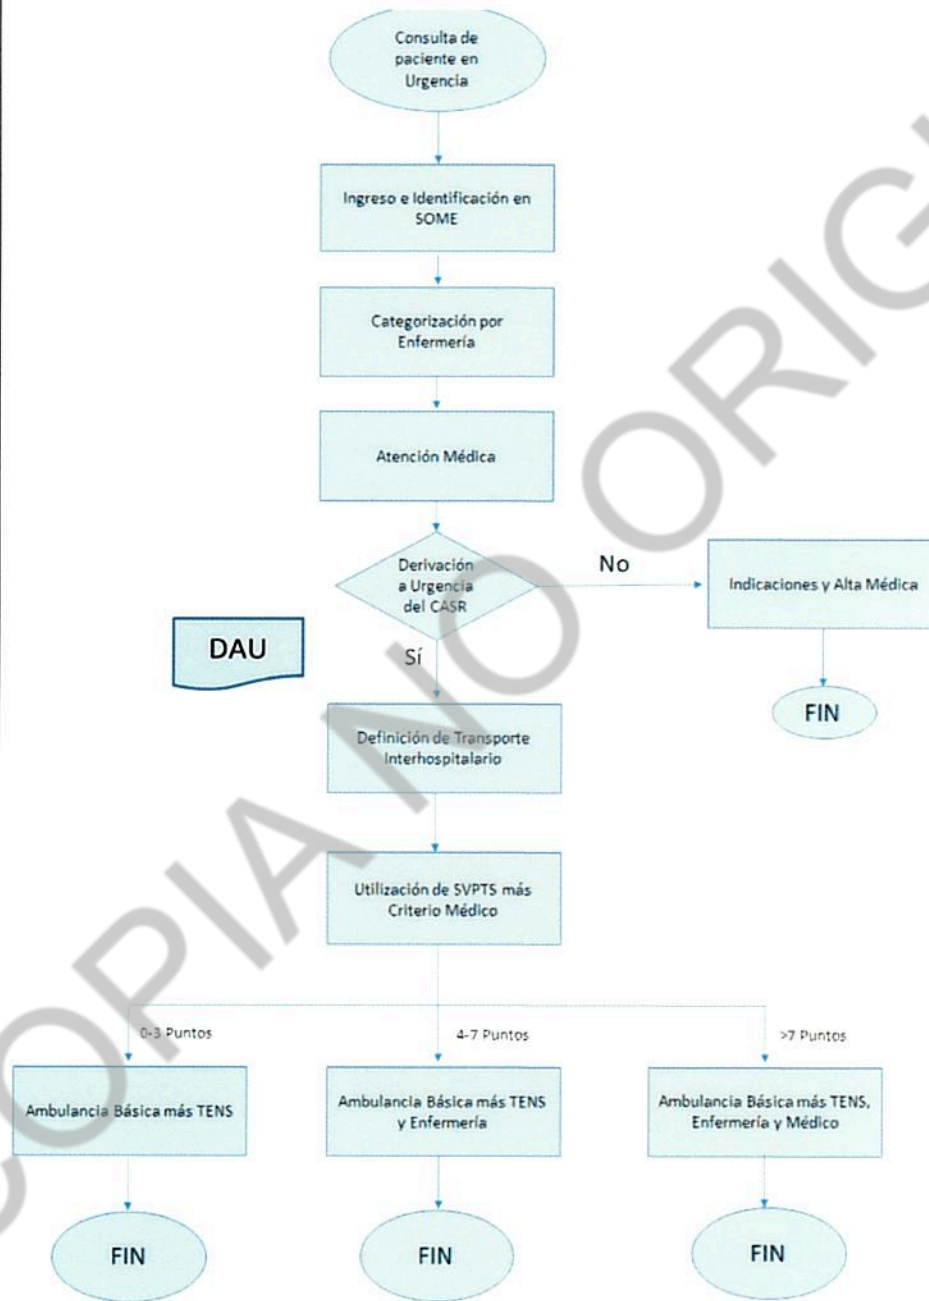 Consulta de
paciente en
Urgencia
Ingreso e Identificación en
SOME
Categorización por
Enfermería
Atención Médica
Derivación
a Urgencia
del CASR
No
Indicaciones y Alta Médica
FIN
DAU
Sí
Definición de Transporte
Interhospitalario
Utilización de SVPTS más
Criterio Médico
0-3 Puntos
4-7 Puntos
>7 Puntos
Ambulancia Básica más TENS
Ambulancia Básica más TENS
y Enfermería
Ambulancia Básica más TENS,
Enfermería y Médico
FIN
FIN
FIN
COPIA NO ORIG